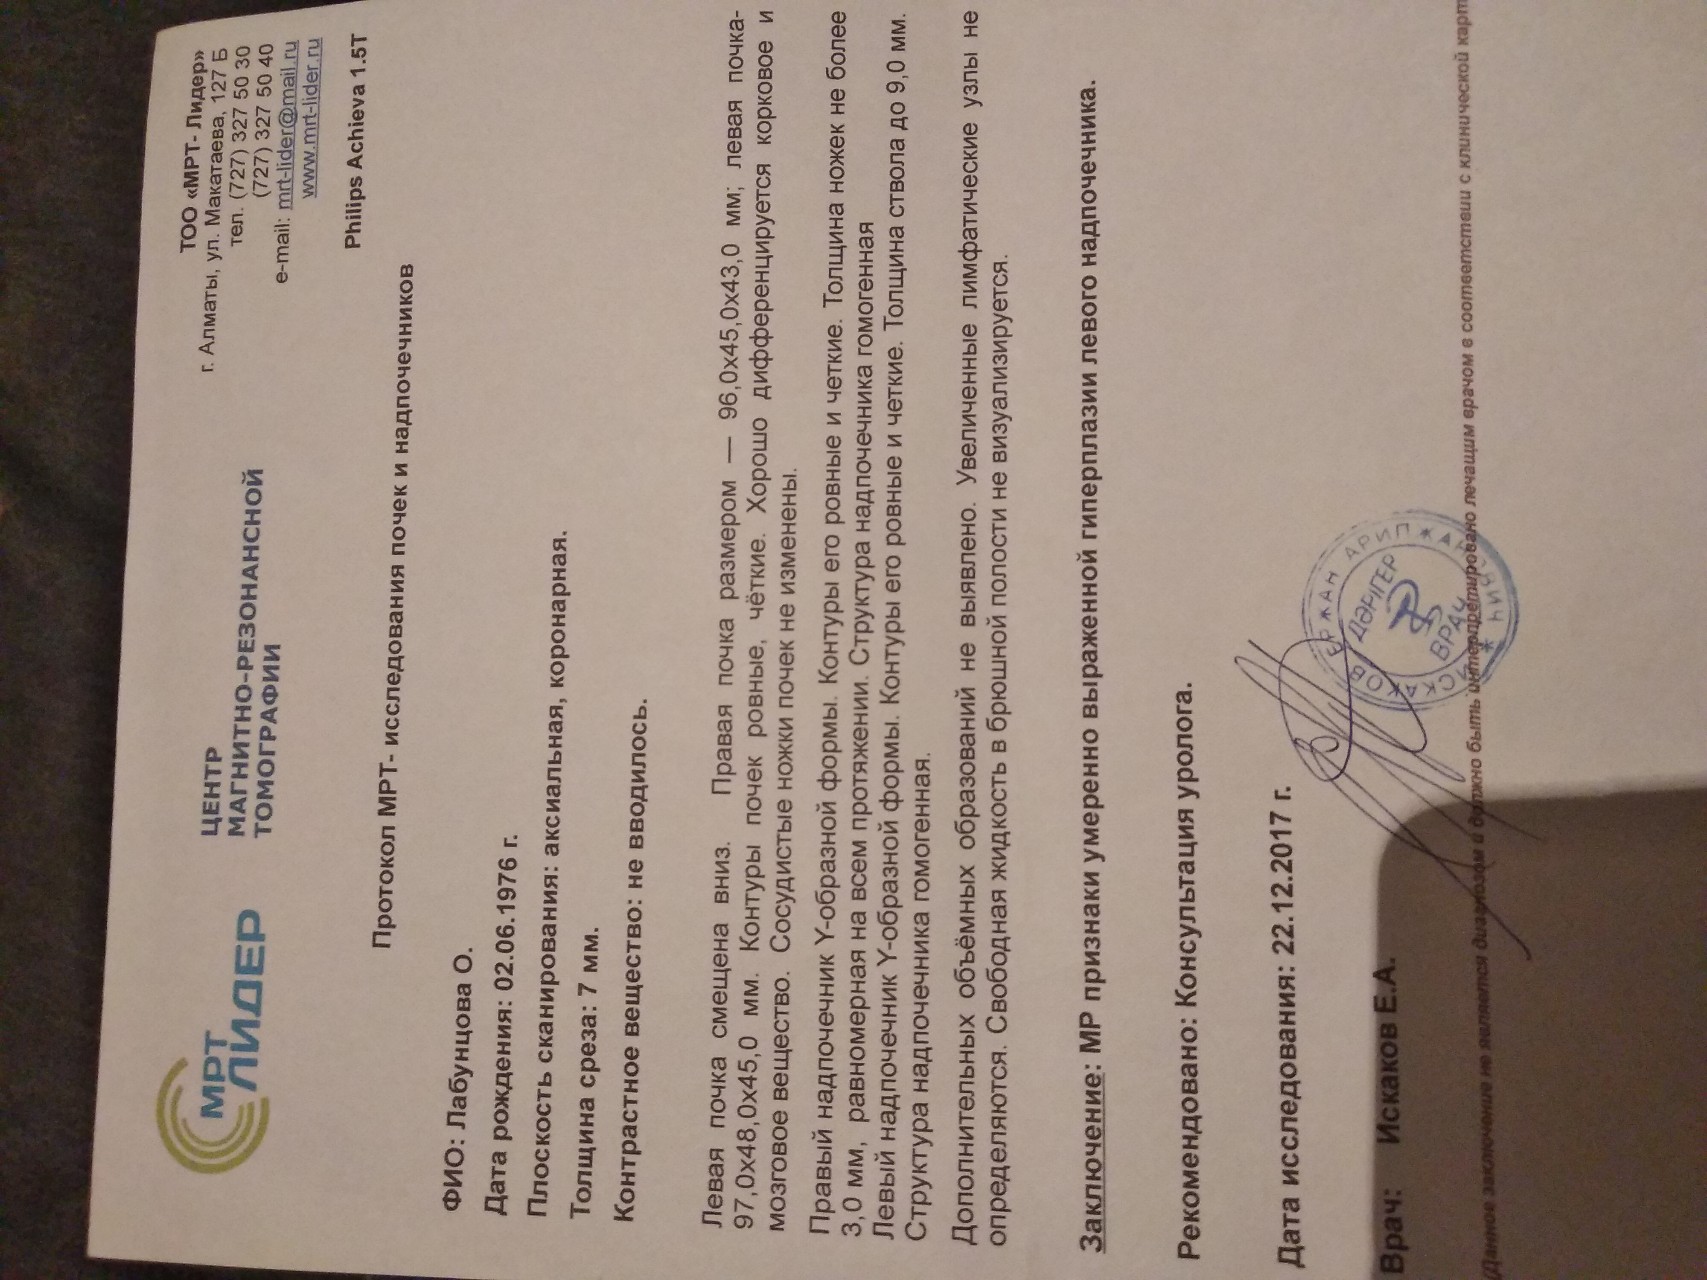 МРТ
ЛИДЕР
ЦЕНТР
МАГНИТНО-РЕЗОНАНСНОЙ
ТОМОГРАФИИ
ТОО «МРТ- Лидер»
г. Алматы, ул. Макатаева, 127 Б
тел. (727) 327 50 30
(727) 327 50 40
e-mail: mrt-lider@mail.ru
www.mrt-lider.ru
Philips Achieva 1.5T
Протокол МРТ- исследования почек и надпочечников
ФИО: Лабунцова О.
Дата рождения: 02.06.1976 г.
Плоскость сканирования: аксиальная, коронарная.
Толщина среза: 7 мм.
Контрастное вещество: не вводилось.
Левая почка смещена вниз. Правая почка размером — 96,0х45,0х43,0 мм; левая почка-
97,0х48,0х45,0 мм. Контуры почек ровные, чёткие. Хорошо дифференцируется корковое и
мозговое вещество. Сосудистые ножки почек не изменены.
Правый надпочечник Y-образной формы. Контуры его ровные и четкие. Толщина ножек не более
3,0 мм, равномерная на всем протяжении. Структура надпочечника гомогенная
Левый надпочечник Y-образной формы. Контуры его ровные и четкие. Толщина ствола до 9,0 мм.
Структура надпочечника гомогенная.
Дополнительных объёмных образований не выявлено. Увеличенные лимфатические узлы не
определяются. Свободная жидкость в брюшной полости не визуализируется.
Заключение: МР признаки умеренно выраженной гиперплазии левого надпочечника.
Рекомендовано: Консультация уролога.
Дата исследования: 22.12.2017 г.
Врач: Искаков Е.А.
ИСКАКОВ ЕРЖАН
ДӘРІГЕР
ВРАЧ
(Данное заключение не является диагнозом и должно быть интерпретировано лечащим врачом в соответствии с клинической карт